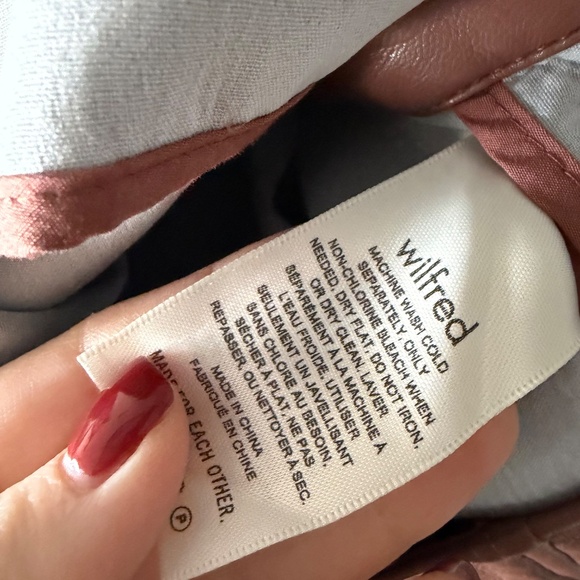 wilfred
MACHINE WASH COLD
SEPARATELY, ONLY
NON-CHLORINE BLEACH WHEN
NEEDED, DRY FLAT, DO NOT IRON,
OR DRY CLEAN. LAVER
SÉPARÉMENT À LA MACHINE À
L'EAU FROIDE, UTILISER
SEULEMENT UN JAVELLISANT
SANS CHLORE AU BESOIN,
SÉCHER À PLAT, NE PAS
REPASSER OU NETTOYER À SEC.
MADE IN CHINA
FABRIQUÉ EN CHINE
MADE FOR EACH OTHER.
P